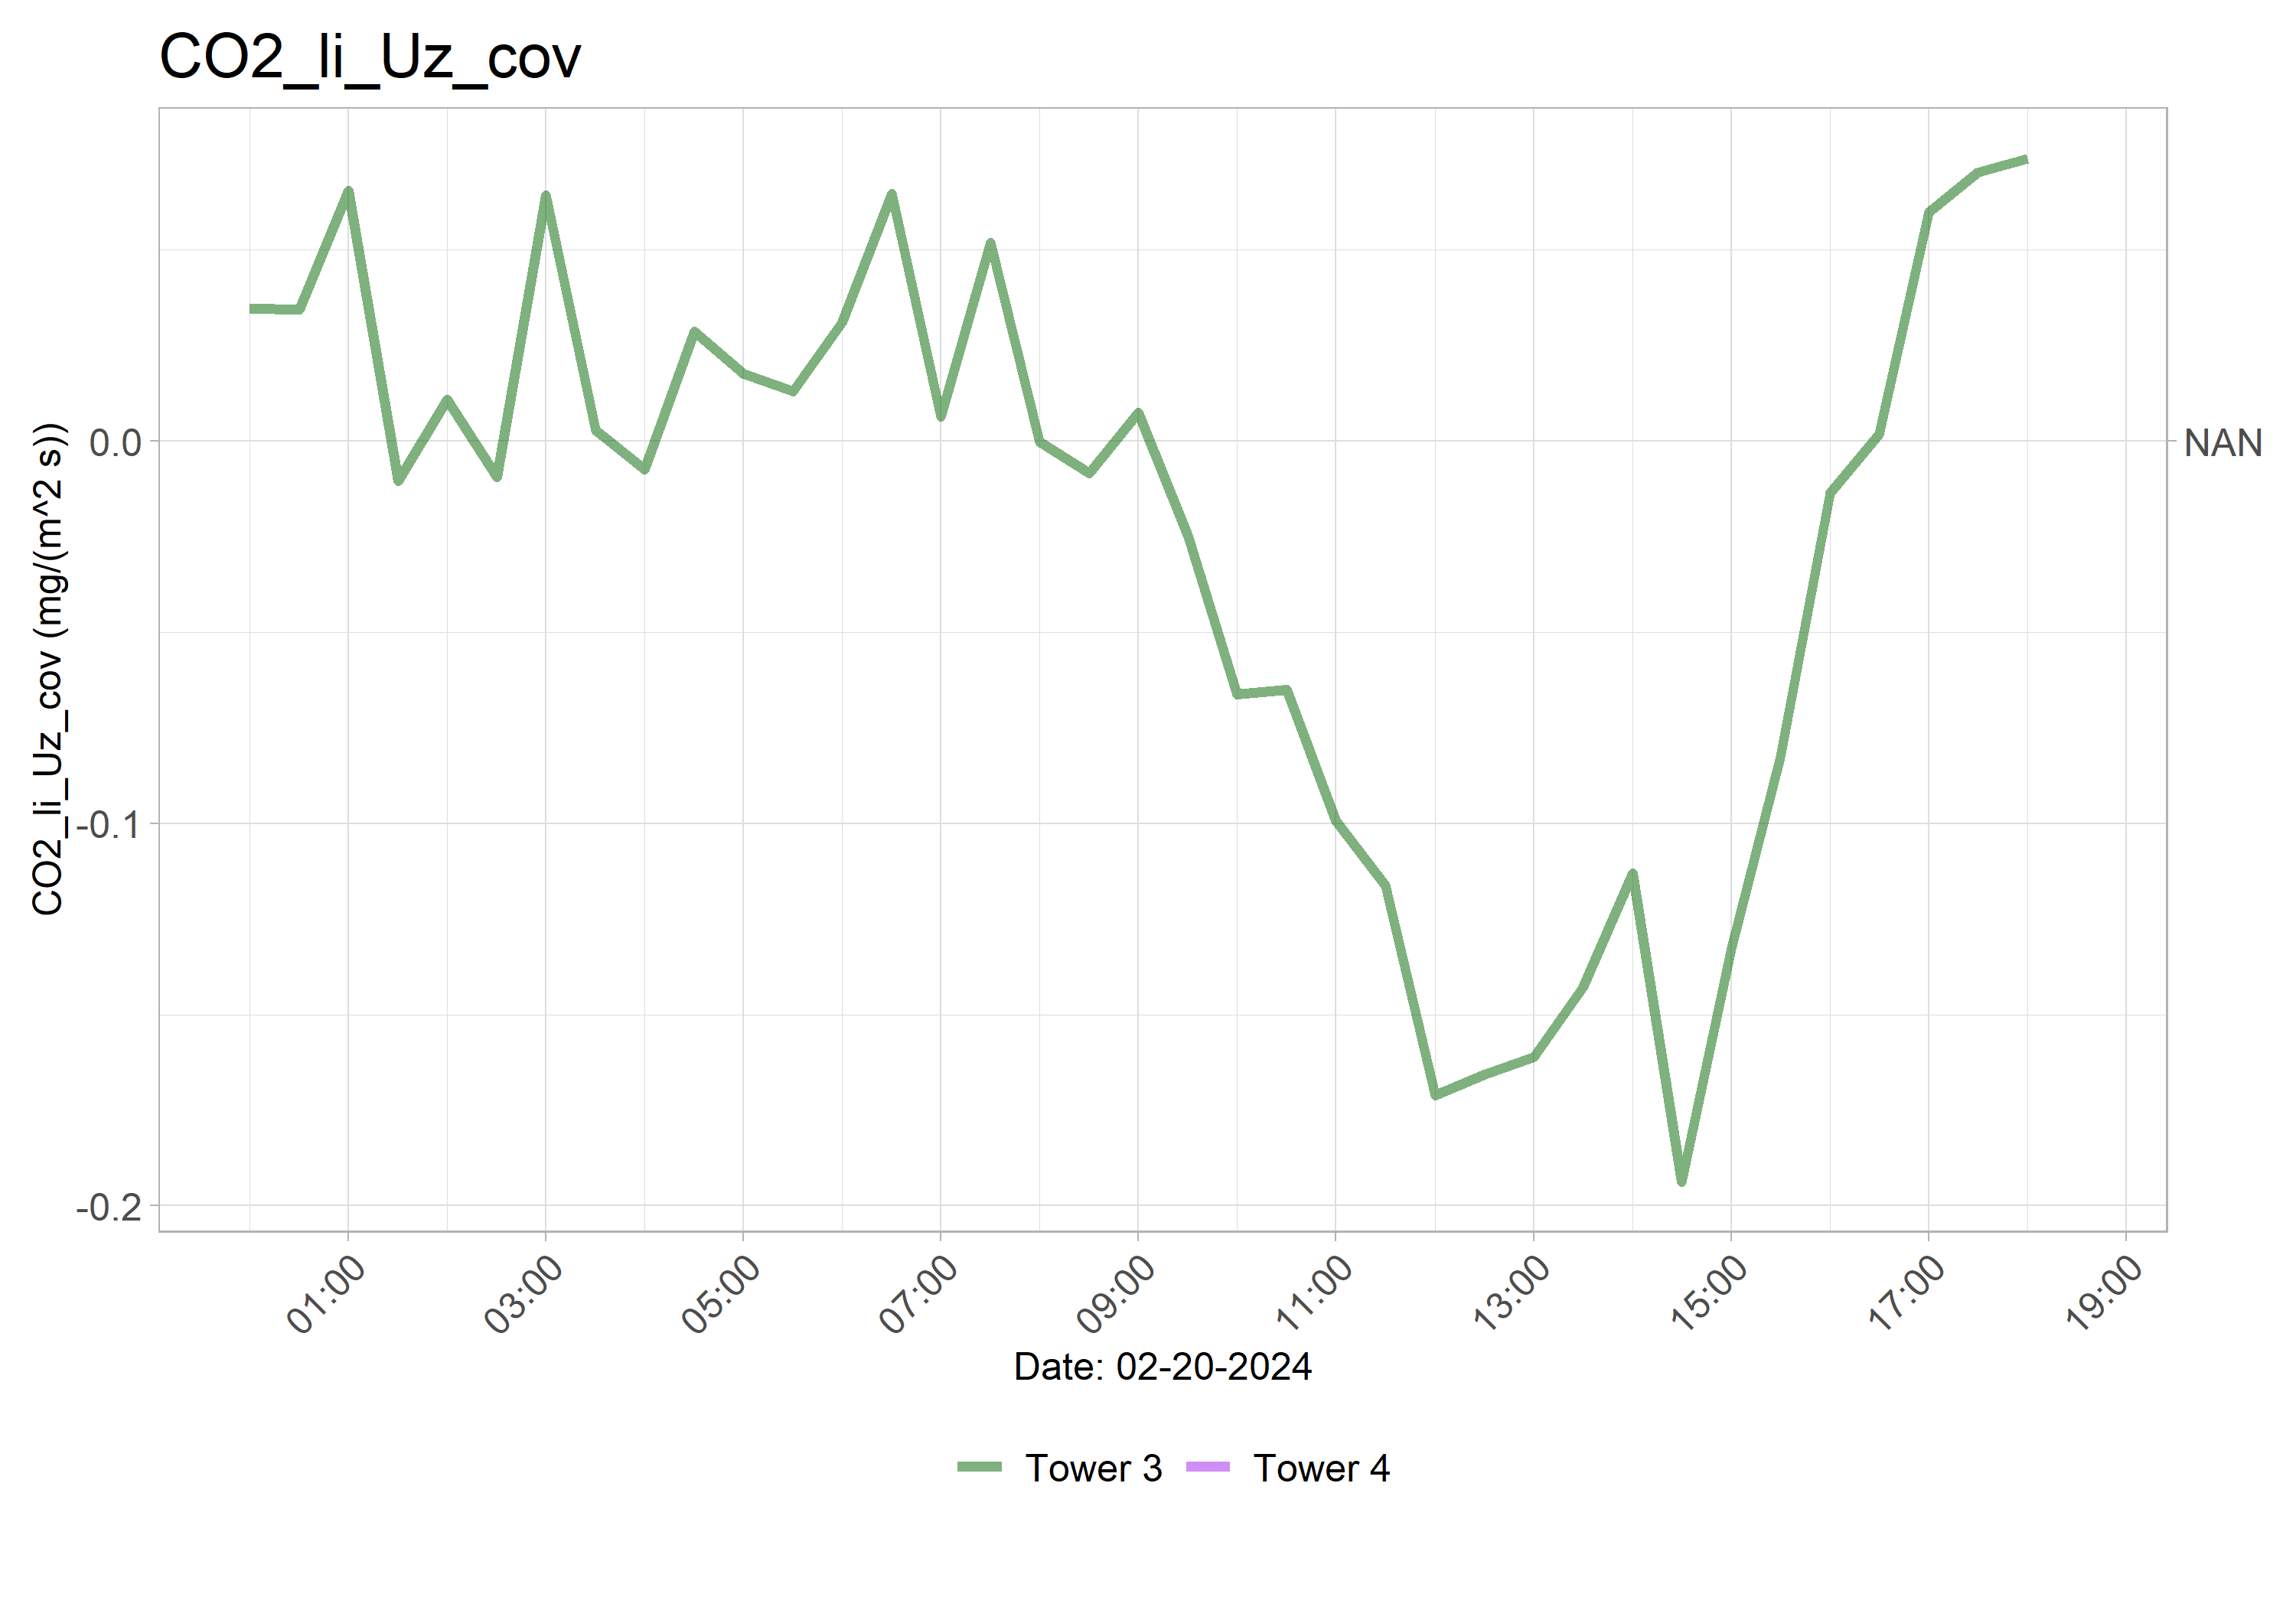 CO2_li_Uz_cov
CO2_li_Uz_cov (mg/(m^2 s))
0.0
-0.1
-0.2
NAN
01:00
03:00
05:00
07:00
09:00
11:00
13:00
15:00
17:00
19:00
Date: 02-20-2024
Tower 3
Tower 4